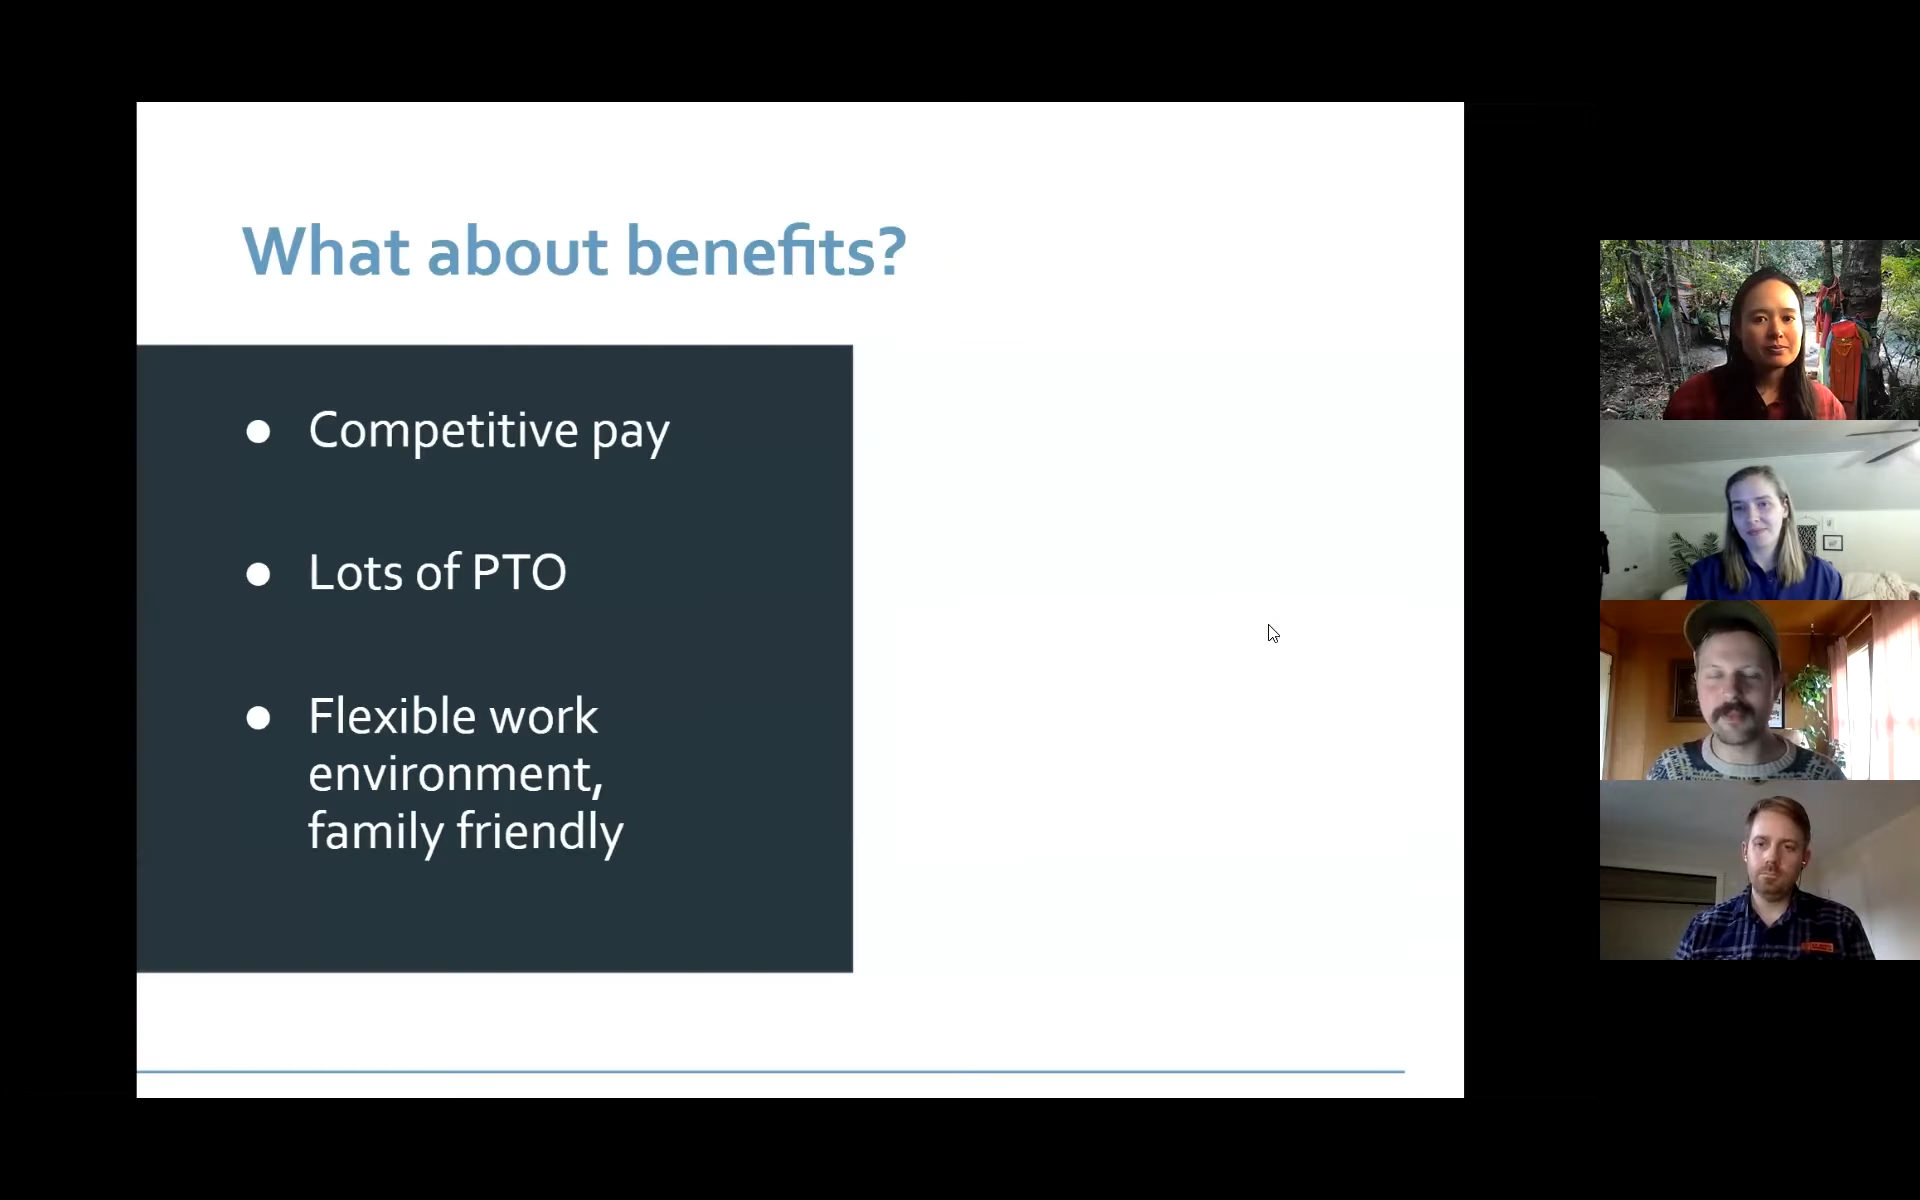 What about benefits?
● Competitive pay
● Lots of PTO
● Flexible work
environment,
family friendly